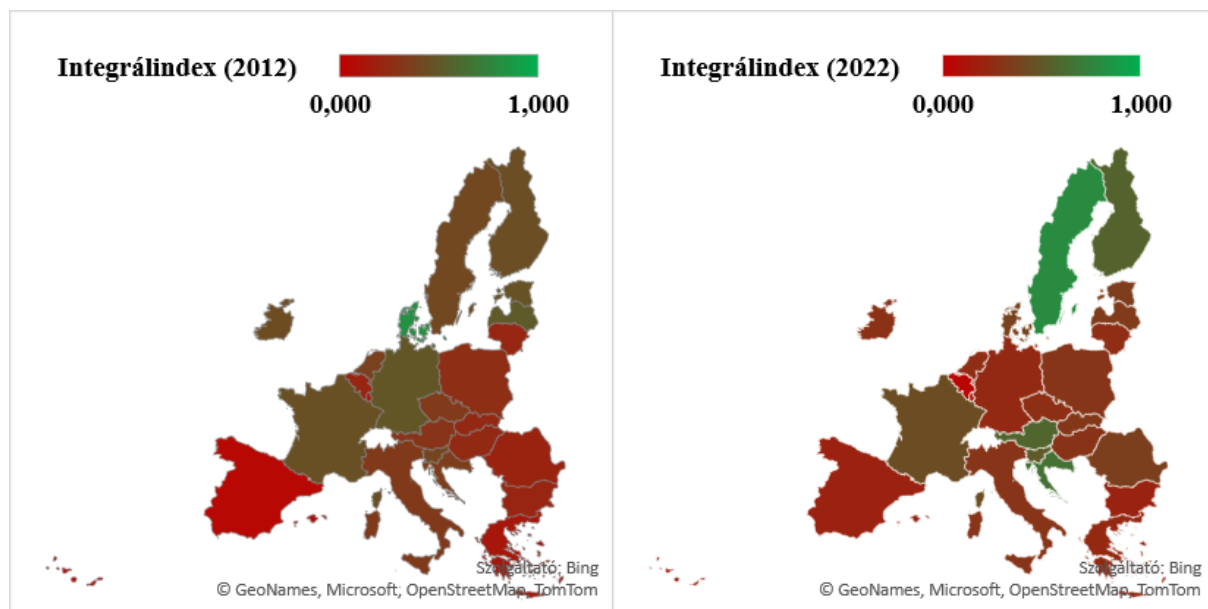 Integrálindex (2012)
0,000 1,000
Szolgáltató: Bing
© GeoNames, Microsoft, OpenStreetMap, TomTom
Integrálindex (2022)
0,000 1,000
Szolgáltató: Bing
© GeoNames, Microsoft, OpenStreetMap, TomTom